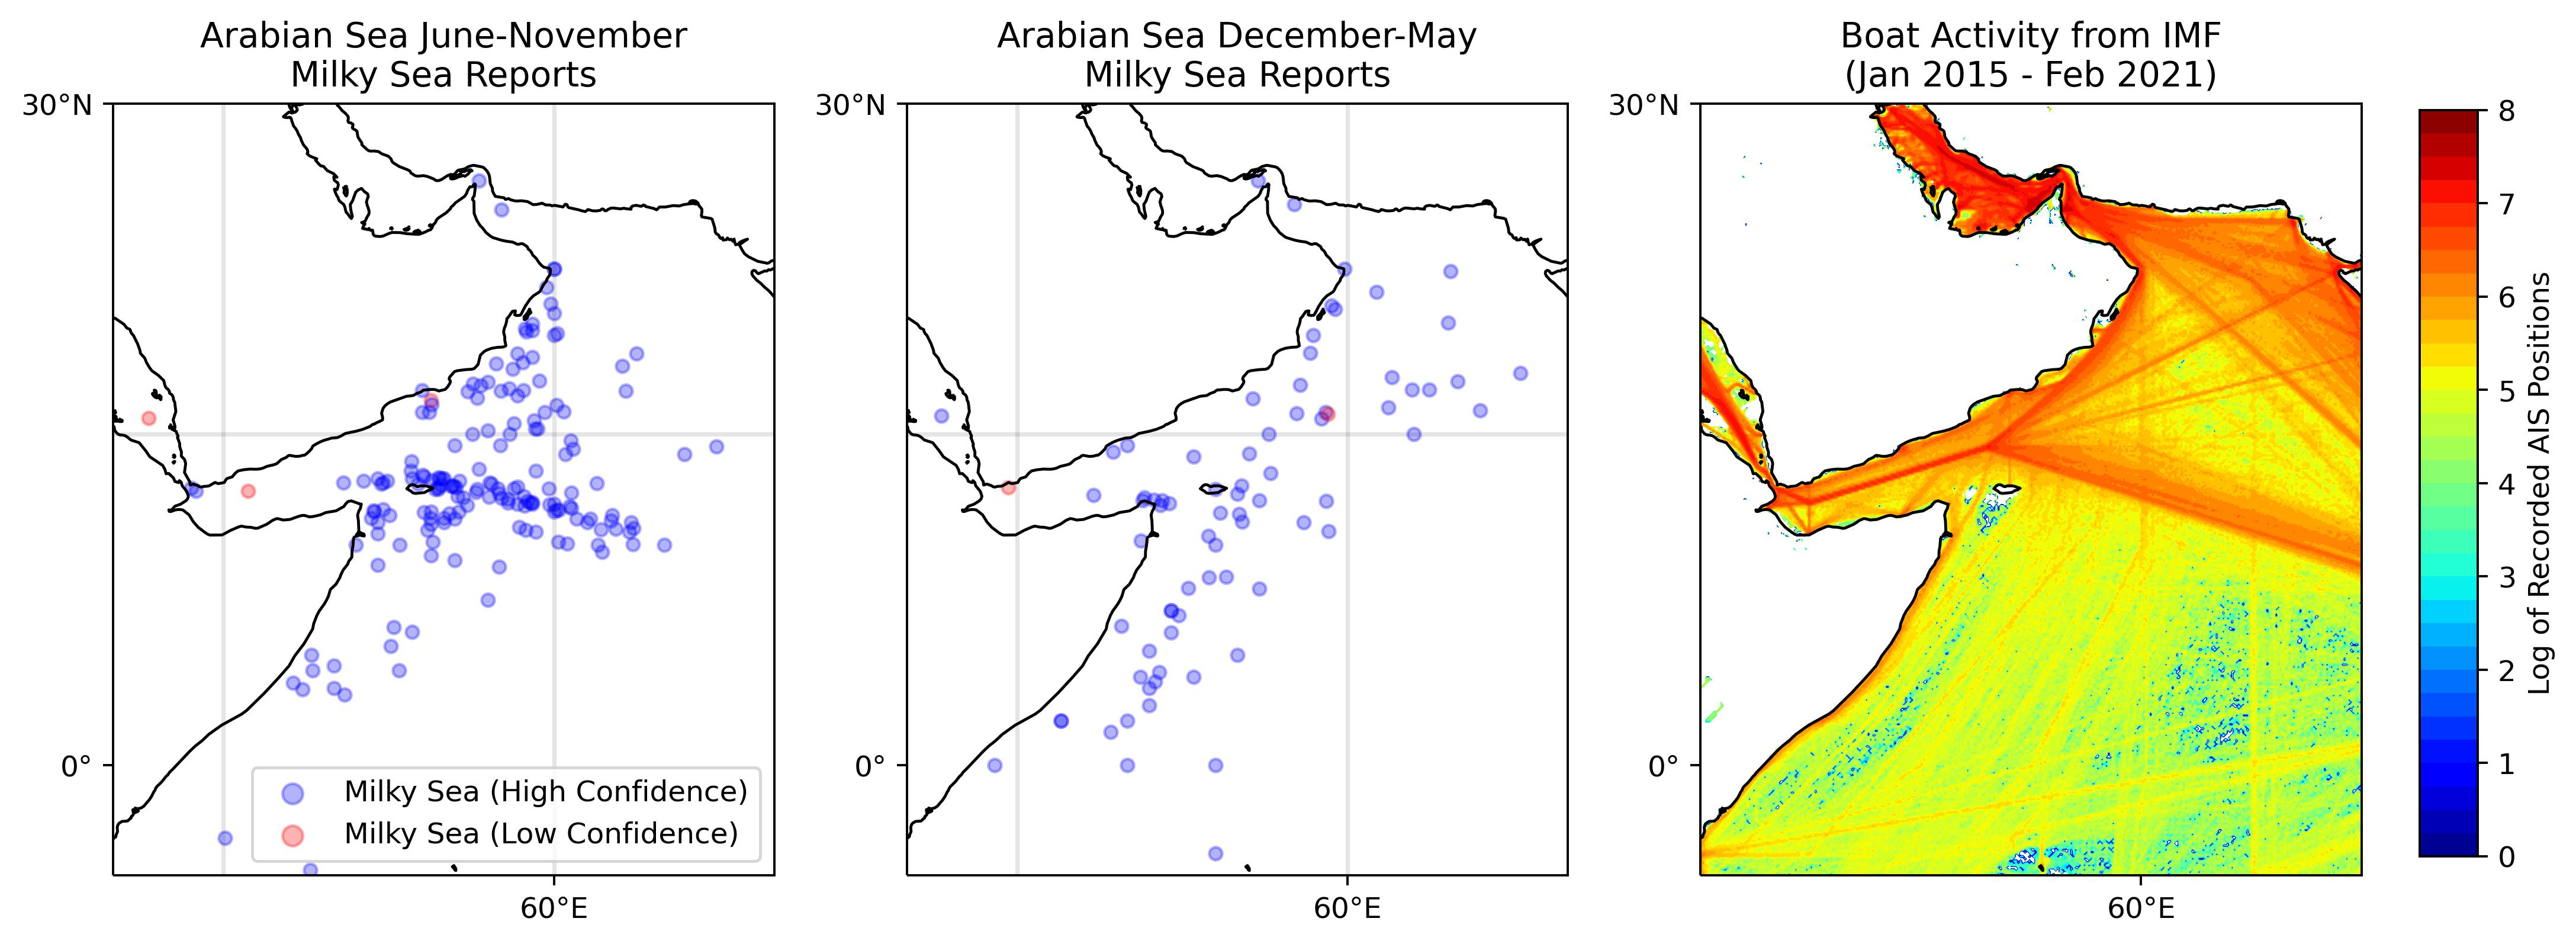 Arabian Sea June-November
Milky Sea Reports
30°N
0°
60°E
Milky Sea (High Confidence)
Milky Sea (Low Confidence)
Arabian Sea December-May
Milky Sea Reports
30°N
0°
60°E
Boat Activity from IMF
(Jan 2015 - Feb 2021)
30°N
0°
60°E
8
7
6
5
4
3
2
1
0
Log of Recorded AIS Positions